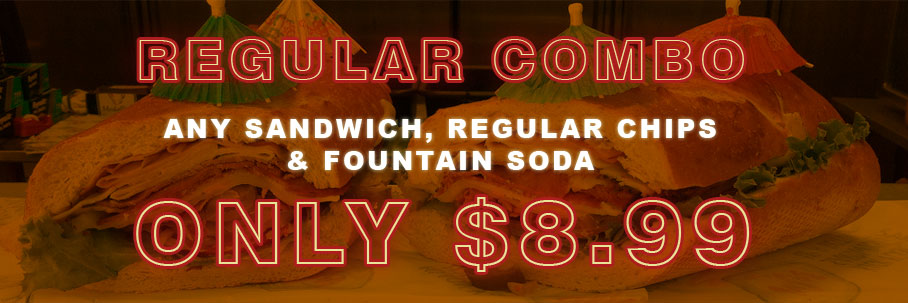 REGULAR COMBO
ANY SANDWICH, REGULAR CHIPS
& FOUNTAIN SODA
ONLY $8.99